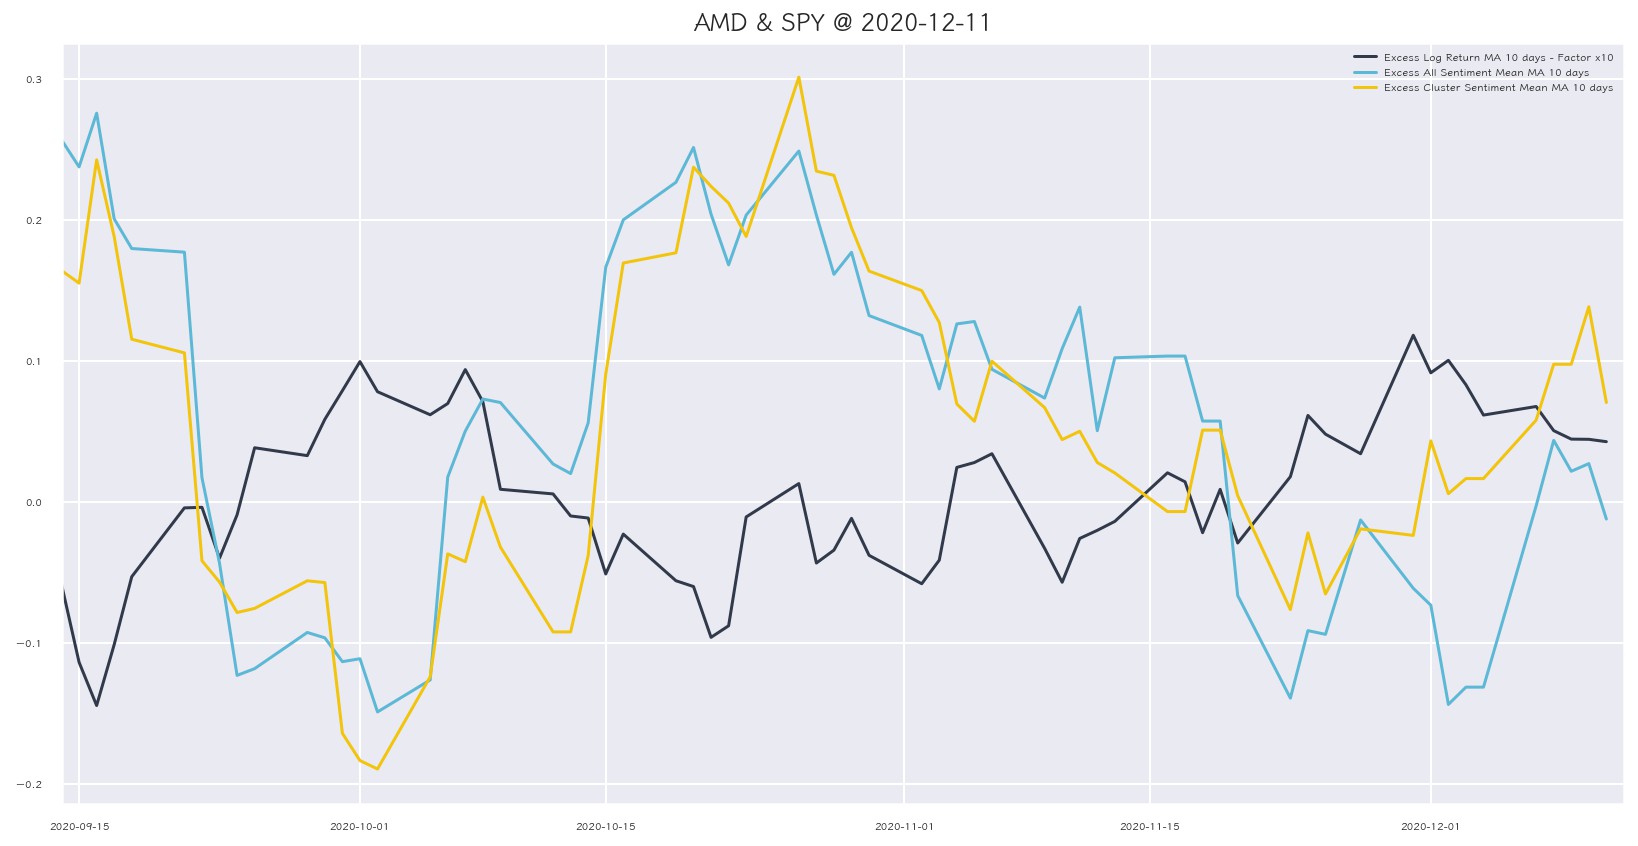 AMD & SPY @ 2020-12-11
Excess Log Return MA 10 days - Factor x10
Excess All Sentiment Mean MA 10 days
Excess Cluster Sentiment Mean MA 10 days
0.3
0.2
0.1
0.0
−0.1
−0.2
2020-09-15 2020-10-01 2020-10-15 2020-11-01 2020-11-15 2020-12-01